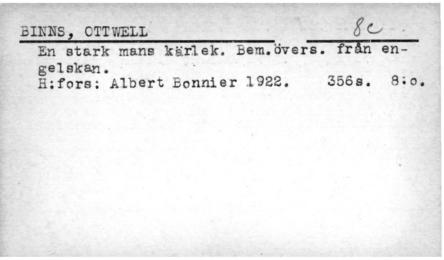 BINNS, OTTWELL 8c
En stark mans kärlek. Bem.övers. från en-
gelskan.
H:fors: Albert Bonnier 1922. 356s. 8:o.